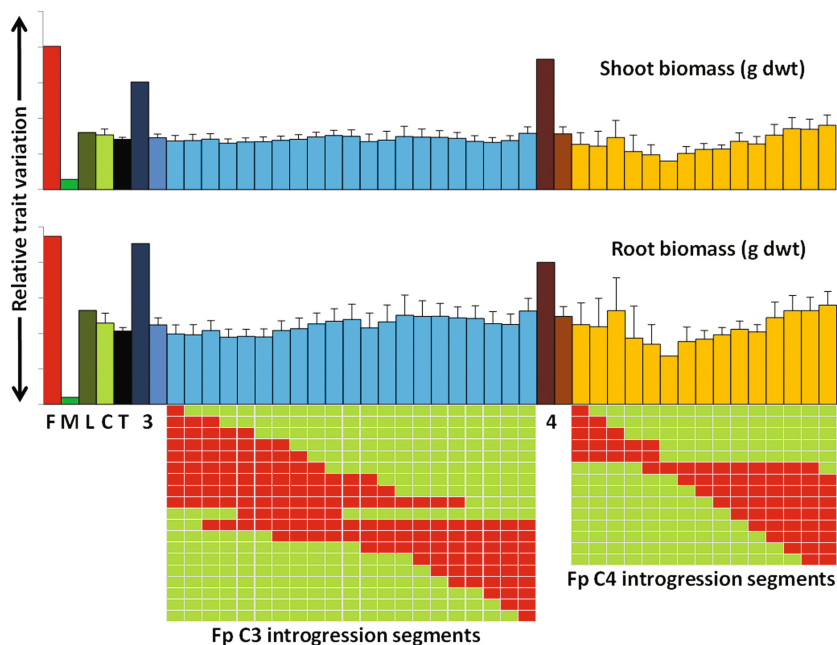 Relative trait variation
Shoot biomass (g dwt)
Root biomass (g dwt)
F M L C T 3 4
Fp C3 introgression segments
Fp C4 introgression segments